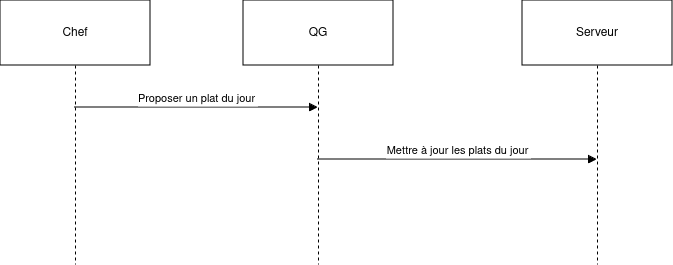 Chef
QG
Serveur
Proposer un plat du jour
Mettre à jour les plats du jour